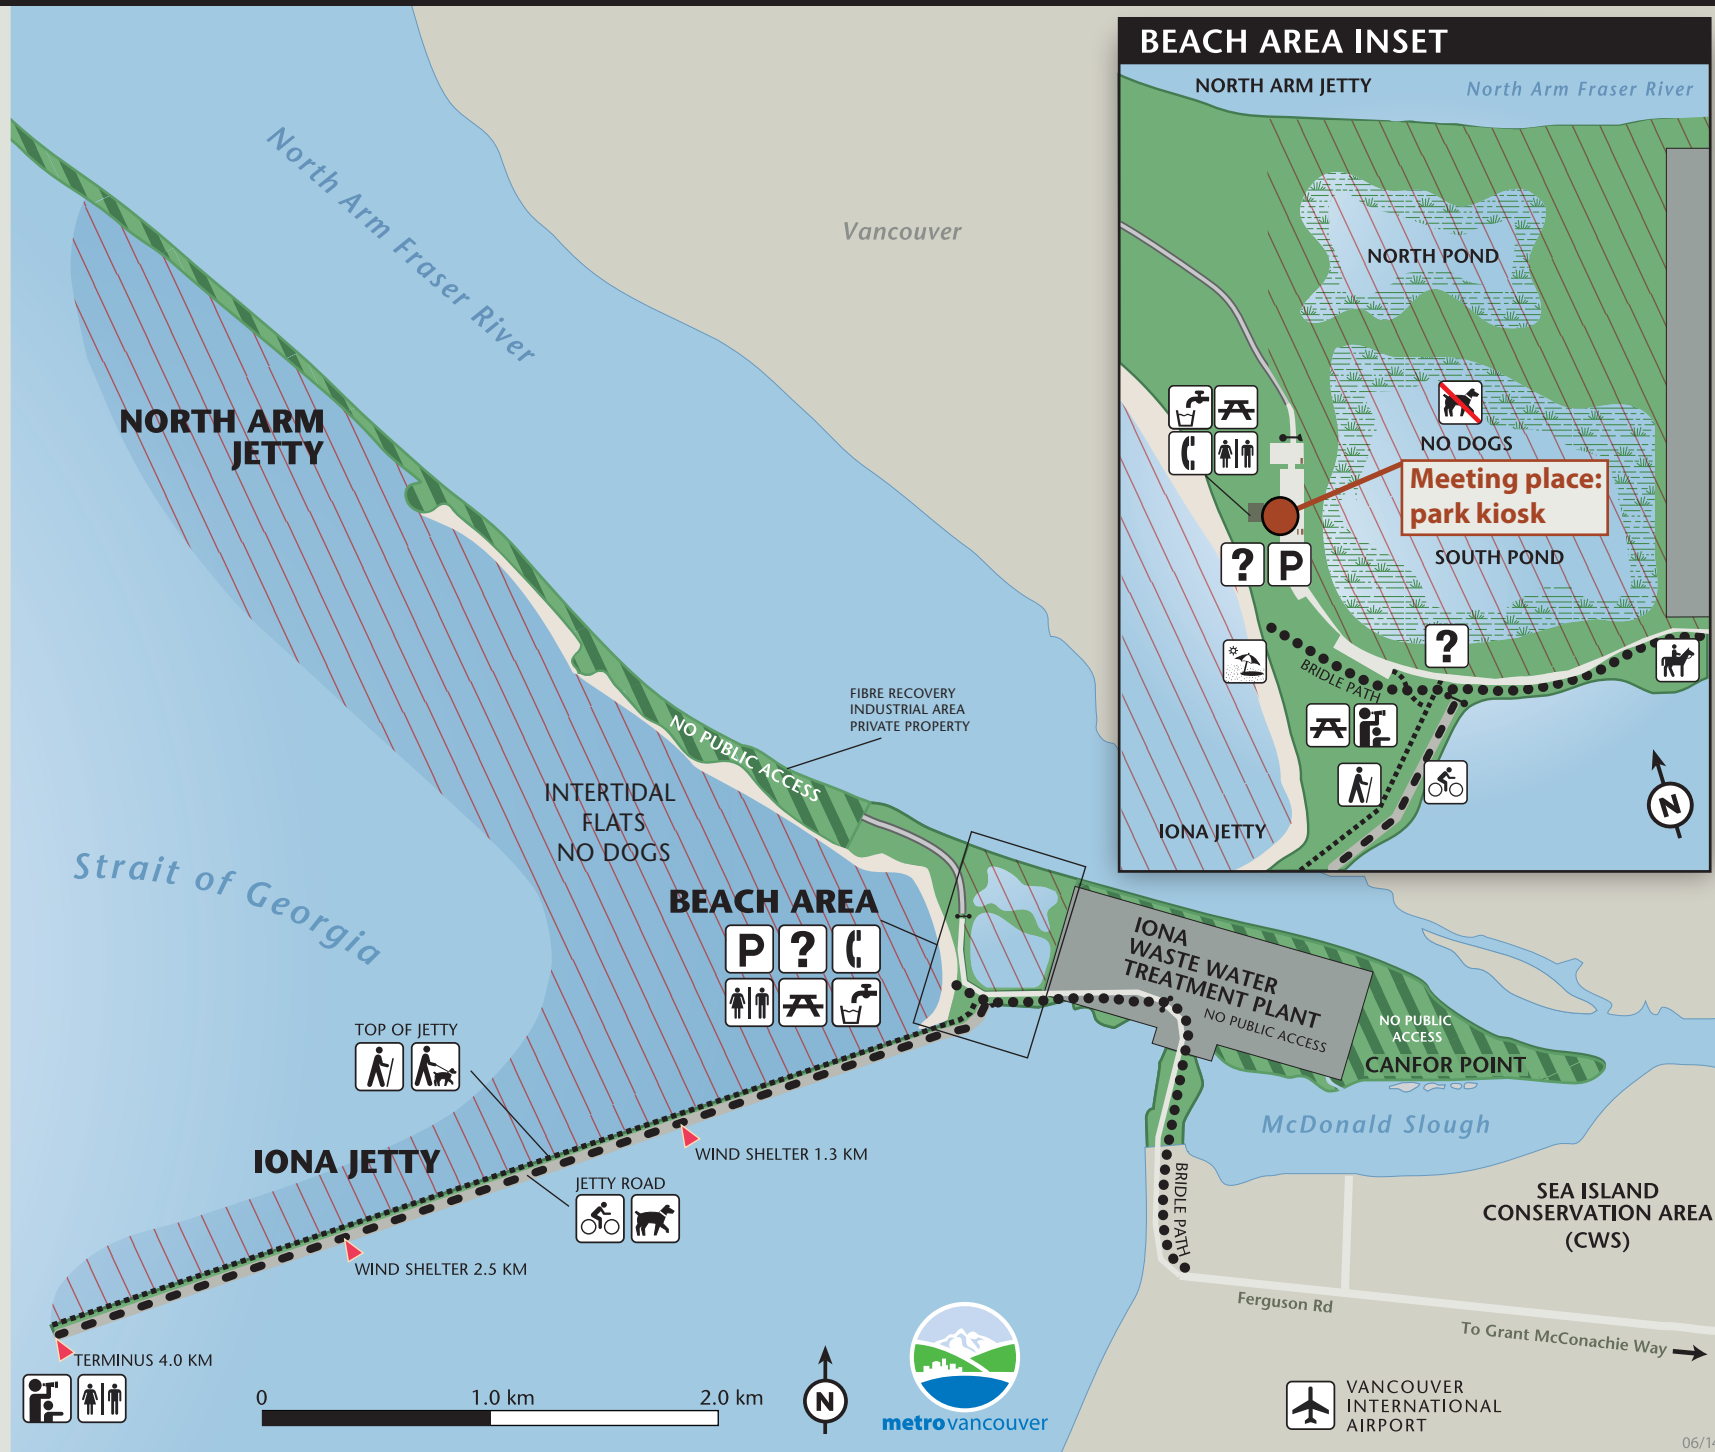 BEACH AREA INSET
NORTH ARM JETTY
North Arm Fraser River
NORTH POND
NO DOGS
Meeting place:
park kiosk
SOUTH POND
?
P
?
BRIDLE PATH
IONA JETTY
N
North Arm Fraser River
Vancouver
NORTH ARM
JETTY
FIBRE RECOVERY
INDUSTRIAL AREA
PRIVATE PROPERTY
NO PUBLIC ACCESS
INTERTIDAL
FLATS
NO DOGS
Strait of Georgia
BEACH AREA
P
?
IONA
WASTE WATER
TREATMENT PLANT
NO PUBLIC ACCESS
NO PUBLIC
ACCESS
CANFOR POINT
McDonald Slough
TOP OF JETTY
IONA JETTY
WIND SHELTER 1.3 KM
JETTY ROAD
WIND SHELTER 2.5 KM
BRIDLE PATH
SEA ISLAND
CONSERVATION AREA
(CWS)
Ferguson Rd
To Grant McConachie Way
TERMINUS 4.0 KM
0
1.0 km
2.0 km
N
metrovancouver
VANCOUVER
INTERNATIONAL
AIRPORT